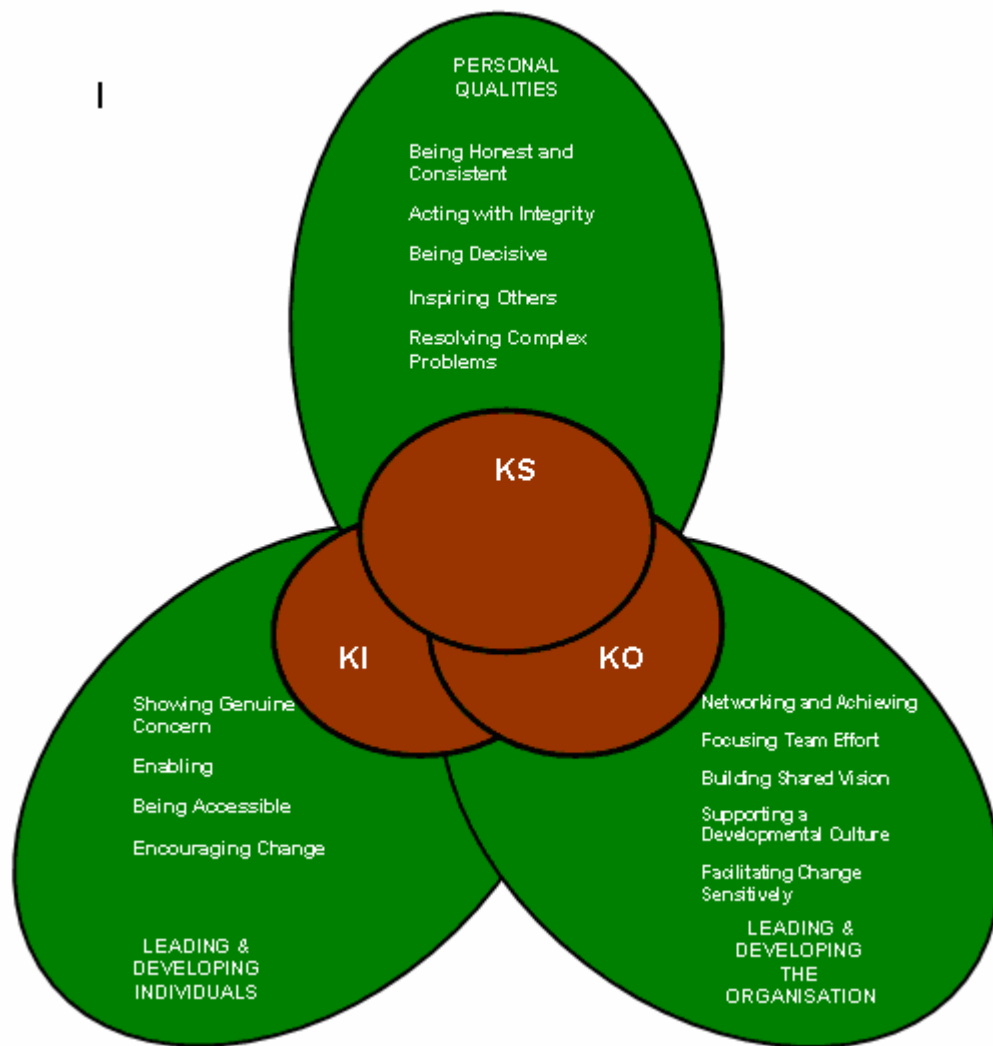 I
PERSONAL
QUALITIES
Being Honest and
Consistent
Acting with Integrity
Being Decisive
Inspiring Others
Resolving Complex
Problems
KS
KI
KO
Showing Genuine
Concern
Enabling
Being Accessible
Encouraging Change
LEADING &
DEVELOPING
INDIVIDUALS
Networking and Achieving
Focusing Team Effort
Building Shared Vision
Supporting a
Developmental Culture
Facilitating Change
Sensitively
LEADING &
DEVELOPING
THE
ORGANISATION